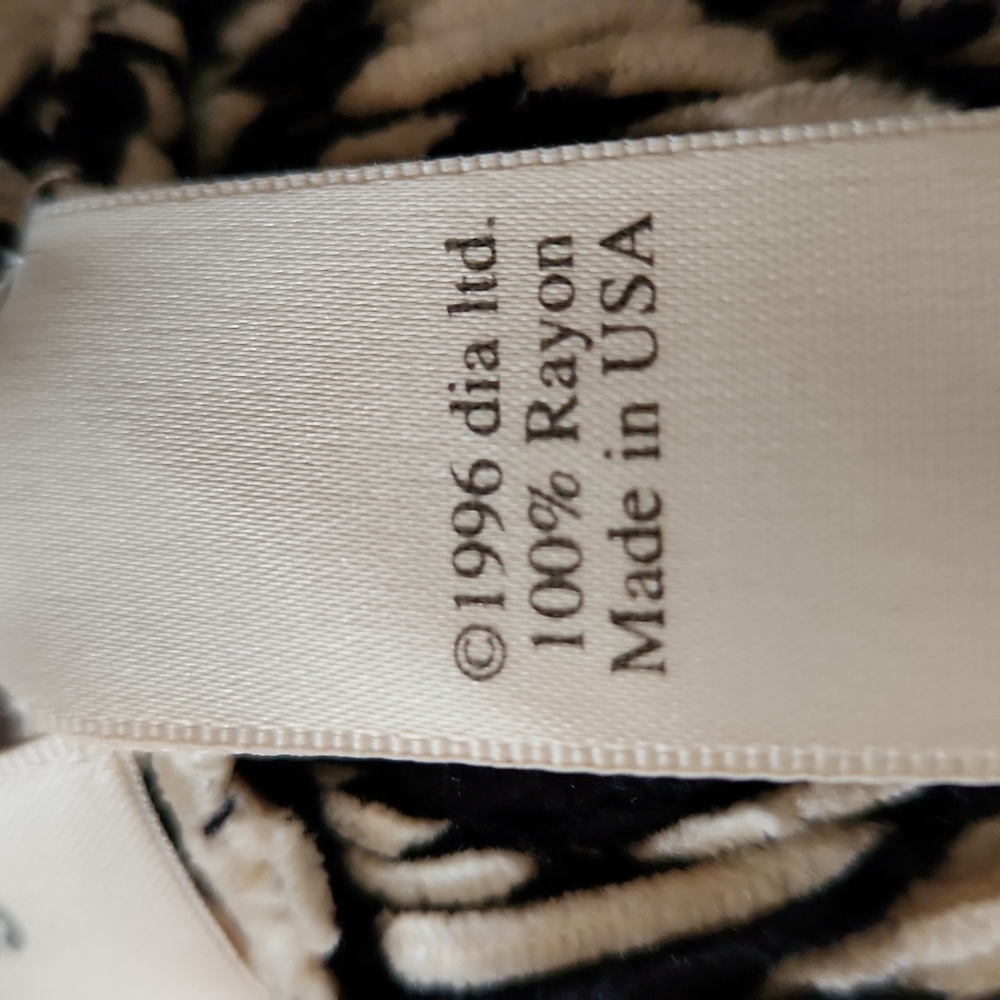 ©1996 dia ltd.
100% Rayon
Made in USA